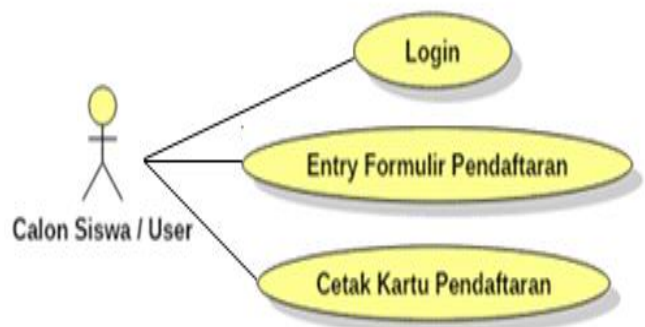 Login
Entry Formulir Pendaftaran
Calon Siswa / User
Cetak Kartu Pendaftaran